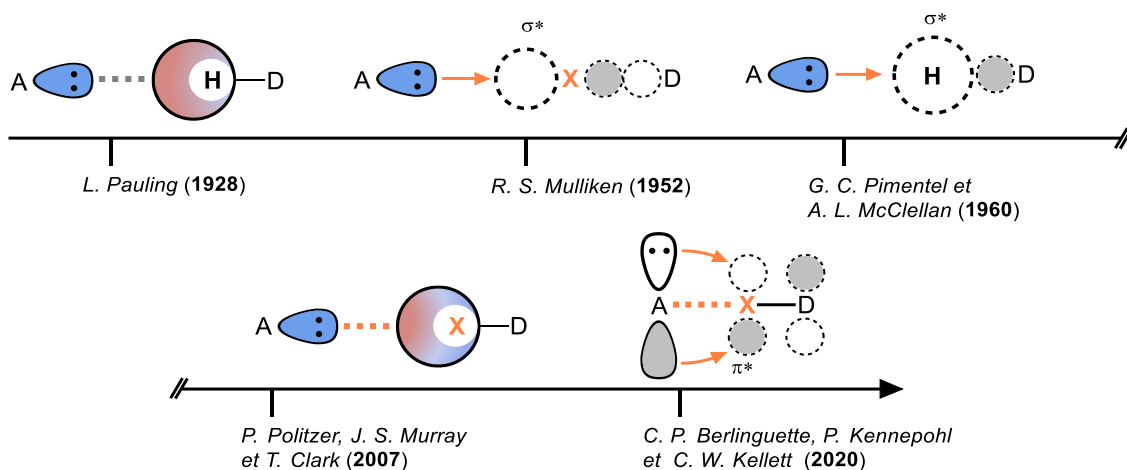 σ* σ*
A H D A X D A H D
L. Pauling (1928) R. S. Mulliken (1952) G. C. Pimentel et
A. L. McClellan (1960)
A X D A X D
π*
P. Politzer, J. S. Murray
et T. Clark (2007)
C. P. Berlinguette, P. Kennepohl
et C. W. Kellett (2020)